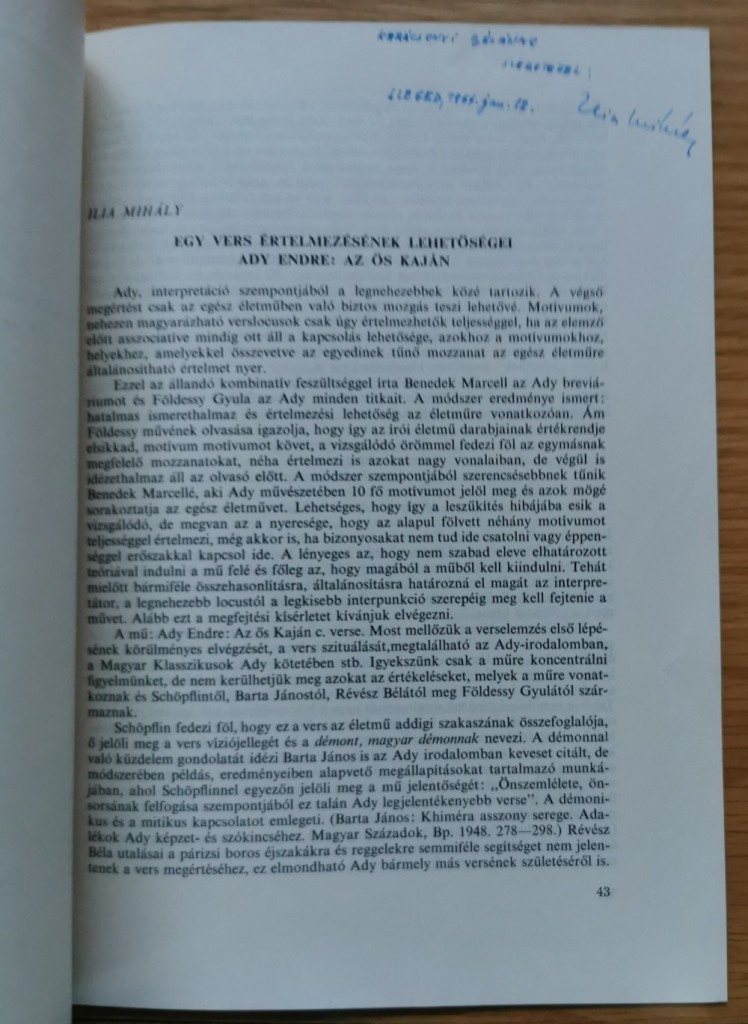 Szeged, 1965. jan. 12.
Ilia Mihály
ILIA MIHÁLY
EGY VERS ÉRTELMEZÉSÉNEK LEHETŐSÉGEI
ADY ENDRE: AZ ŐS KAJÁN
Ady, interpretáció szempontjából a legnehezebbek közé tartozik. A végső
megértést csak az egész életműben való biztos mozgás teszi lehetővé. Motívumok,
nehezen magyarázható verslocusok csak úgy értelmezhetők teljességgel, ha az elemző
előtt asszociatíve mindig ott áll a kapcsolás lehetősége, azokhoz a motívumokhoz,
helyekhez, amelyekkel összevetve az egyedinek tűnő mozzanat az egész életműre
általánosítható értelmet nyer.
Ezzel az állandó kombinatív feszültséggel írta Benedek Marcell az Ady breviá-
riumot és Földessy Gyula az Ady minden titkait. A módszer eredménye ismert:
hatalmas ismerethalmaz és értelmezési lehetőség az életműre vonatkozóan. Ám
Földessy művének olvasása igazolja, hogy így az írói életmű darabjainak értékrendje
elsikkad, motívum motívumot követ, a vizsgálódó örömmel fedezi föl az egymásnak
megfelelő mozzanatokat, néha értelmezi is azokat nagy vonalaiban, de végül is
idézethalmaz áll az olvasó előtt. A módszer szempontjából szerencsésebbnek tűnik
Benedek Marcellé, aki Ady művészetében 10 fő motívumot jelöl meg és azok mögé
sorakoztatja az egész életművet. Lehetséges, hogy így a leszűkítés hibájába esik a
vizsgálódó, de megvan az a nyeresége, hogy az alapul fölvett néhány motívumot
teljességgel értelmezi, még akkor is, ha bizonyosakat nem tud ide csatolni vagy éppen-
séggel erőszakkal kapcsol ide. A lényeges az, hogy nem szabad eleve elhatározott
teóriával indulni a mű felé és főleg az, hogy magából a műből kell kiindulni. Tehát
mielőtt bármiféle összehasonlításra, általánosításra határozná el magát az interpre-
tátor, a legnehezebb locustól a legkisebb interpunkció szerepéig meg kell fejtenie a
művet. Alább ezt a megfejtési kísérletet kívánjuk elvégezni.
A mű: Ady Endre: Az ős Kaján c. verse. Most mellőzük a verselemzés első lépé-
sének körülményes elvégzését, a vers szituálását,megtalálható az Ady-irodalomban,
a Magyar Klasszikusok Ady kötetében stb. Igyekszünk csak a műre koncentrálni
figyelmünket, de nem kerülhetjük meg azokat az értékeléseket, melyek a műre vonat-
koznak és Schöpflintől, Barta Jánostól, Révész Bélától meg Földessy Gyulától szár-
maznak.
Schöpflin fedezi föl, hogy ez a vers az életmű addigi szakaszának összefoglalója,
ő jelöli meg a vers víziójellegét és a démont, magyar démonnak nevezi. A démonnal
való küzdelem gondolatát idézi Barta János is az Ady irodalomban keveset citált, de
módszerében példás, eredményeiben alapvető megállapításokat tartalmazó munká-
jában, ahol Schöpflinnel egyezőn jelöli meg a mű jelentőségét: „Önszemlélete, ön-
sorsának felfogása szempontjából ez talán Ady legjelentékenyebb verse”. A démoni-
kus és a mitikus kapcsolatot emlegeti. (Barta János: Khiméra asszony serege. Ada-
lékok Ady képzet- és szókincséhez. Magyar Századok, Bp. 1948. 278—298.) Révész
Béla utalásai a párizsi boros éjszakákra és reggelekre semmiféle segítséget nem jelen-
tenek a vers megértéséhez, ez elmondható Ady bármely más versének születéséről is.
43